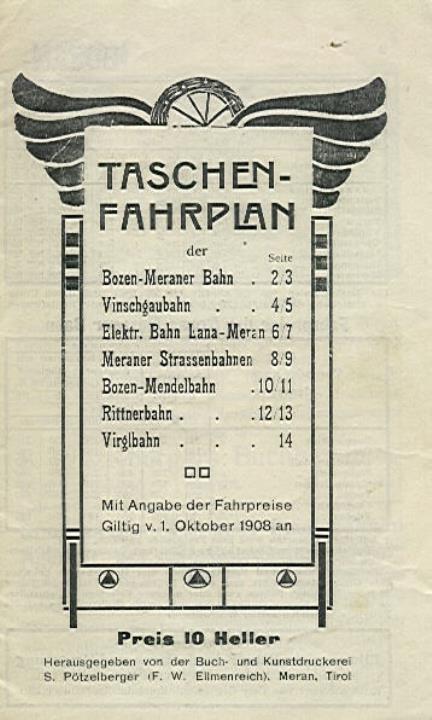 TASCHEN-
FAHRPLAN
der
Seite
Bozen-Meraner Bahn . 2/3
Vinschgaubahn . . 4/5
Elektr. Bahn Lana-Meran 6/7
Meraner Strassenbahnen 8/9
Bozen-Mendelbahn . 10/11
Rittnerbahn . . . 12/13
Virglbahn . . . 14
Mit Angabe der Fahrpreise
Giltig v. 1. Oktober 1908 an
Preis 10 Heller
Herausgegeben von der Buch- und Kunstdruckerei
S. Pötzelberger (F. W. Ellmenreich), Meran, Tirol